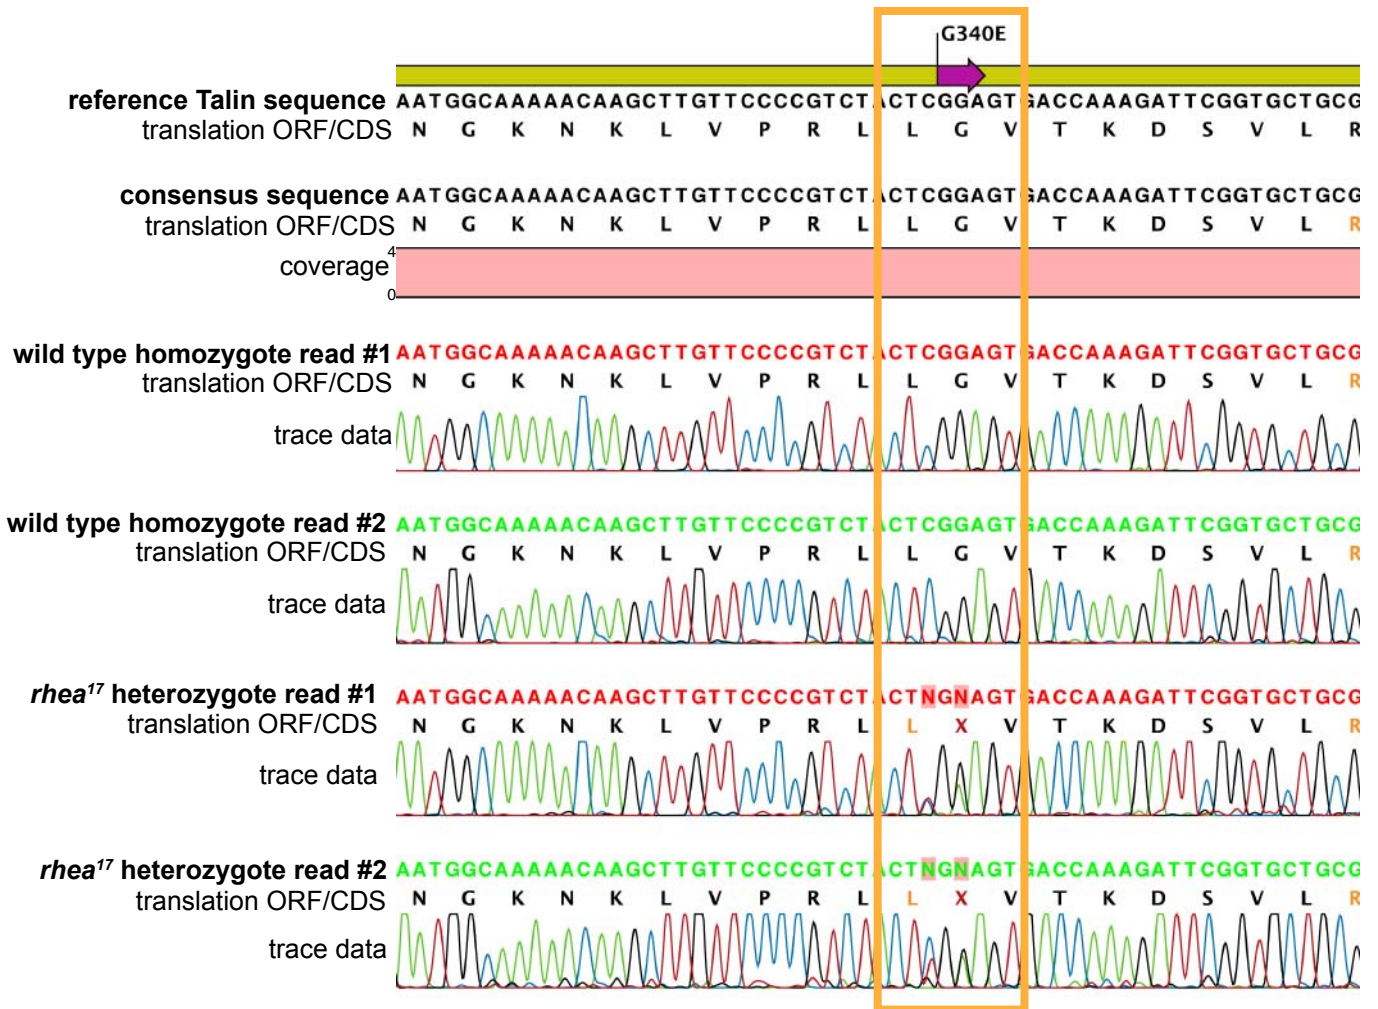 G340E
reference Talin sequence AATGGCAAAAACAAGCTTGTTCCCCGTCTACTCGGAGTGACCAAAGATTCGGTGCTGCG
translation ORF/CDS N G K N K L V P R L L G V T K D S V L R
consensus sequence AATGGCAAAAACAAGCTTGTTCCCCGTCTACTCGGAGTGACCAAAGATTCGGTGCTGCG
translation ORF/CDS N G K N K L V P R L L G V T K D S V L R
4
coverage
0
wild type homozygote read #1 AATGGCAAAAACAAGCTTGTTCCCCGTCTACTCGGAGTGACCAAAGATTCGGTGCTGCG
translation ORF/CDS N G K N K L V P R L L G V T K D S V L R
trace data
wild type homozygote read #2 AATGGCAAAAACAAGCTTGTTCCCCGTCTACTCGGAGTGACCAAAGATTCGGTGCTGCG
translation ORF/CDS N G K N K L V P R L L G V T K D S V L R
trace data
rhea17 heterozygote read #1 AATGGCAAAAACAAGCTTGTTCCCCGTCTACTNGNAGTGACCAAAGATTCGGTGCTGCG
translation ORF/CDS N G K N K L V P R L L X V T K D S V L R
trace data
rhea17 heterozygote read #2 AATGGCAAAAACAAGCTTGTTCCCCGTCTACTNGNAGTGACCAAAGATTCGGTGCTGCG
translation ORF/CDS N G K N K L V P R L L X V T K D S V L R
trace data